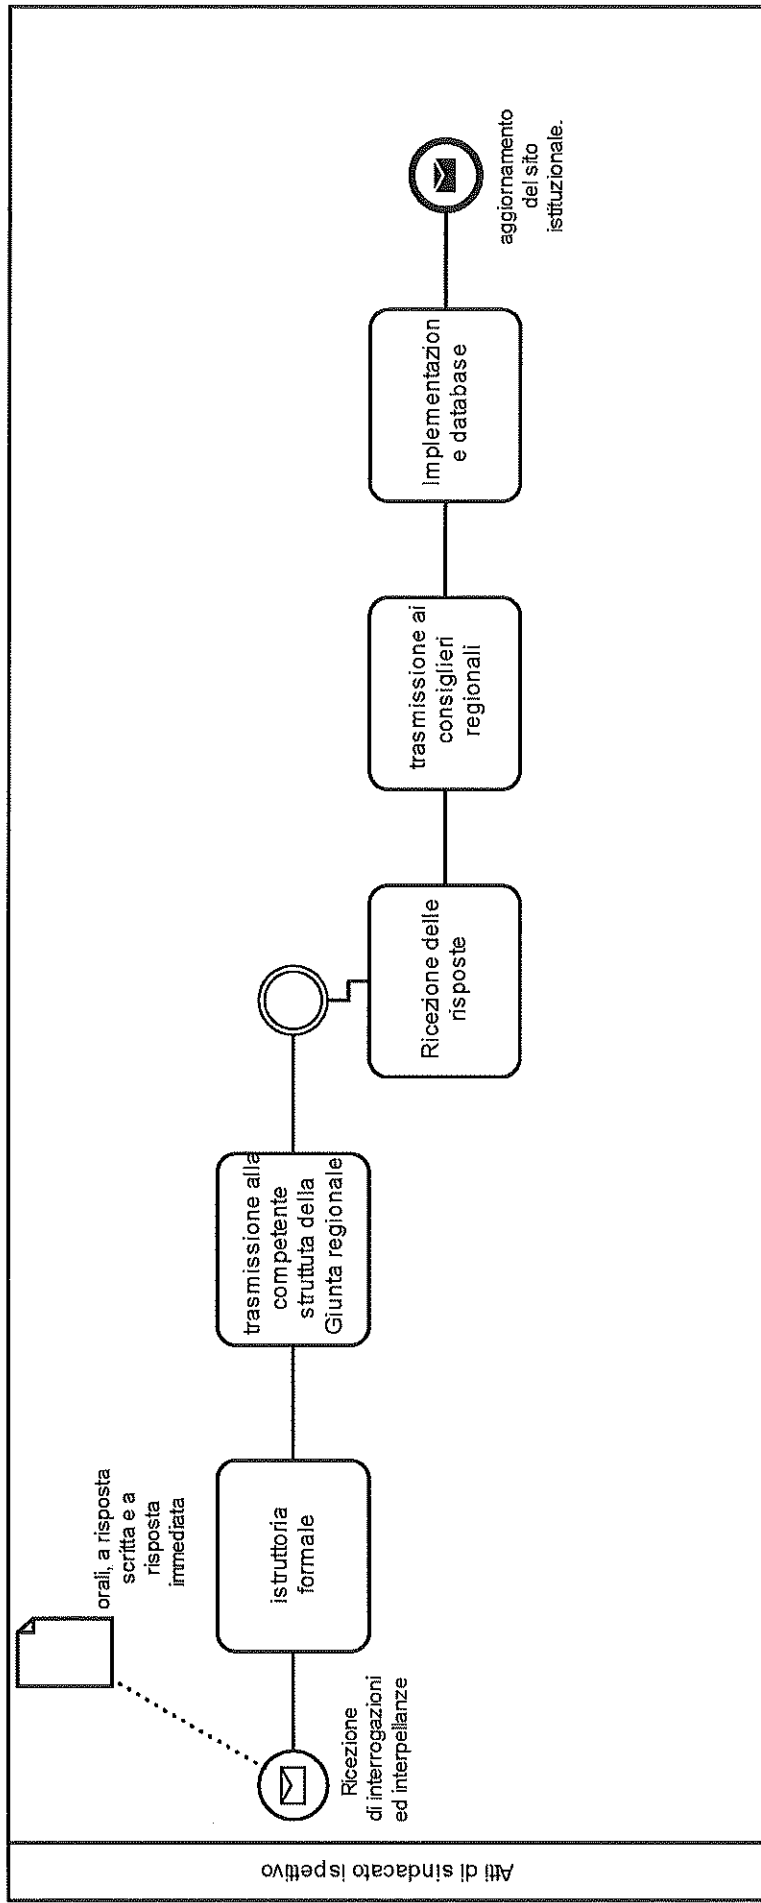 Atti di sindacato ispettivo
orali, a risposta
scritta e a
risposta
immediata
Ricezione
di interrogazioni
ed interpellanze
istruttoria
formale
trasmissione alla
competente
struttuta della
Giunta regionale
Ricezione delle
risposte
trasmissione ai
consiglieri
regionali
Implementazion
e database
aggiornamento
del sito
istituzionale.